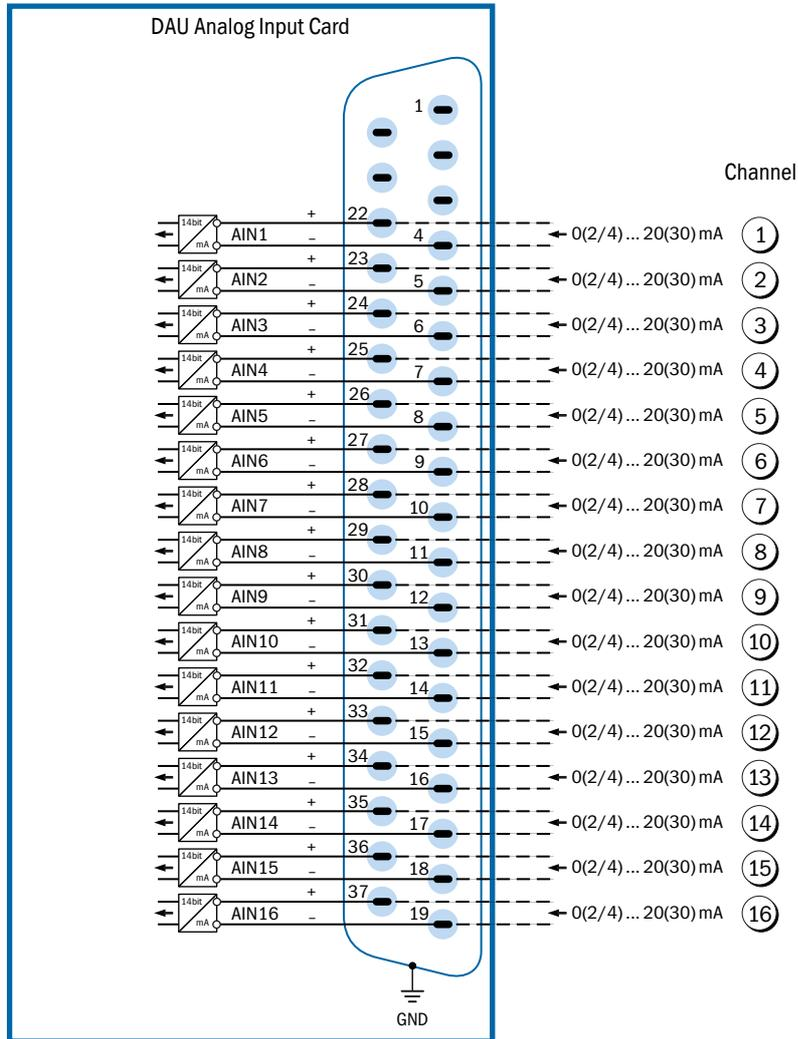 DAU Analog Input Card
1
Channel
+ 22
14bit mA AIN1 – 4 0(2/4)... 20(30) mA 1
+ 23
14bit mA AIN2 – 5 0(2/4)... 20(30) mA 2
+ 24
14bit mA AIN3 – 6 0(2/4)... 20(30) mA 3
+ 25
14bit mA AIN4 – 7 0(2/4)... 20(30) mA 4
+ 26
14bit mA AIN5 – 8 0(2/4)... 20(30) mA 5
+ 27
14bit mA AIN6 – 9 0(2/4)... 20(30) mA 6
+ 28
14bit mA AIN7 – 10 0(2/4)... 20(30) mA 7
+ 29
14bit mA AIN8 – 11 0(2/4)... 20(30) mA 8
+ 30
14bit mA AIN9 – 12 0(2/4)... 20(30) mA 9
+ 31
14bit mA AIN10 – 13 0(2/4)... 20(30) mA 10
+ 32
14bit mA AIN11 – 14 0(2/4)... 20(30) mA 11
+ 33
14bit mA AIN12 – 15 0(2/4)... 20(30) mA 12
+ 34
14bit mA AIN13 – 16 0(2/4)... 20(30) mA 13
+ 35
14bit mA AIN14 – 17 0(2/4)... 20(30) mA 14
+ 36
14bit mA AIN15 – 18 0(2/4)... 20(30) mA 15
+ 37
14bit mA AIN16 – 19 0(2/4)... 20(30) mA 16
GND